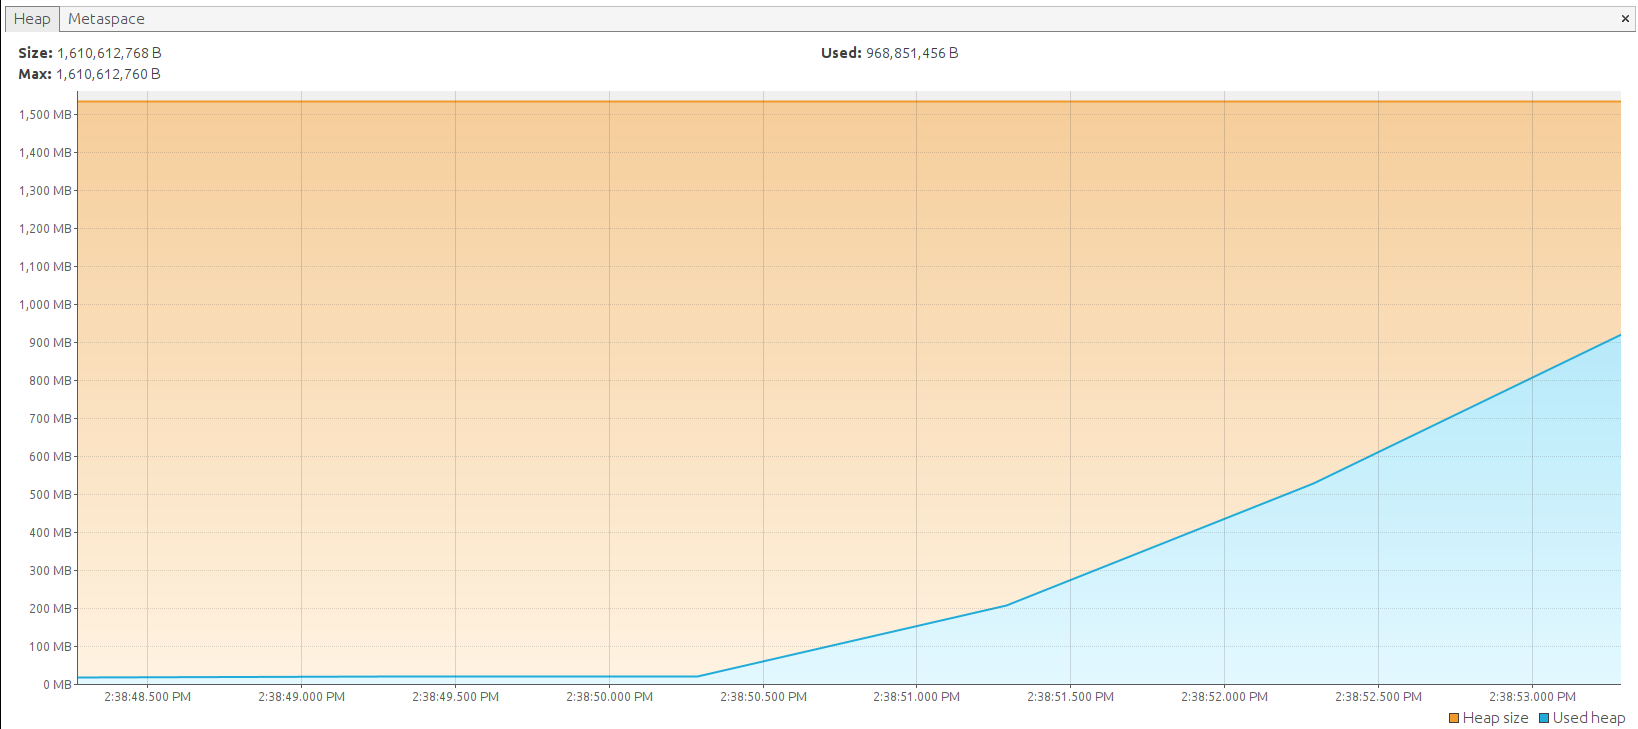 Heap Metaspace ×
Size: 1,610,612,768 B Used: 968,851,456 B
Max: 1,610,612,760 B
1,500 MB
1,400 MB
1,300 MB
1,200 MB
1,100 MB
1,000 MB
900 MB
800 MB
700 MB
600 MB
500 MB
400 MB
300 MB
200 MB
100 MB
0 MB
2:38:48.500 PM 2:38:49.000 PM 2:38:49.500 PM 2:38:50.000 PM 2:38:50.500 PM 2:38:51.000 PM 2:38:51.500 PM 2:38:52.000 PM 2:38:52.500 PM 2:38:53.000 PM
Heap size Used heap